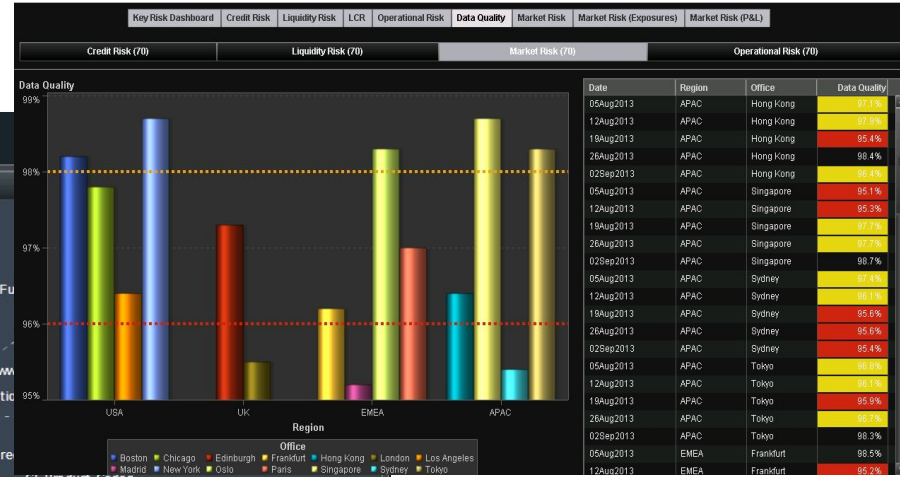 Key Risk Dashboard Credit Risk Liquidity Risk LCR Operational Risk Data Quality Market Risk Market Risk (Exposures) Market Risk (P&L)
Credit Risk (70) Liquidity Risk (70) Market Risk (70) Operational Risk (70)
Data Quality
99%
98%
97%
96%
95%
USA UK EMEA APAC
Region
Office
Boston Chicago Edinburgh Frankfurt Hong Kong London Los Angeles
Madrid New York Oslo Paris Singapore Sydney Tokyo
Date Region Office Data Quality
05Aug2013 APAC Hong Kong 97.1%
12Aug2013 APAC Hong Kong 97.9%
19Aug2013 APAC Hong Kong 95.4%
26Aug2013 APAC Hong Kong 98.4%
02Sep2013 APAC Hong Kong 96.4%
05Aug2013 APAC Singapore 95.1%
12Aug2013 APAC Singapore 95.3%
19Aug2013 APAC Singapore 97.7%
26Aug2013 APAC Singapore 97.7%
02Sep2013 APAC Singapore 98.7%
05Aug2013 APAC Sydney 97.4%
12Aug2013 APAC Sydney 96.1%
19Aug2013 APAC Sydney 95.6%
26Aug2013 APAC Sydney 95.6%
02Sep2013 APAC Sydney 95.4%
05Aug2013 APAC Tokyo 96.8%
12Aug2013 APAC Tokyo 96.1%
19Aug2013 APAC Tokyo 95.9%
26Aug2013 APAC Tokyo 96.7%
02Sep2013 APAC Tokyo 98.3%
05Aug2013 EMEA Frankfurt 98.5%
12Aug2013 EMEA Frankfurt 95.2%